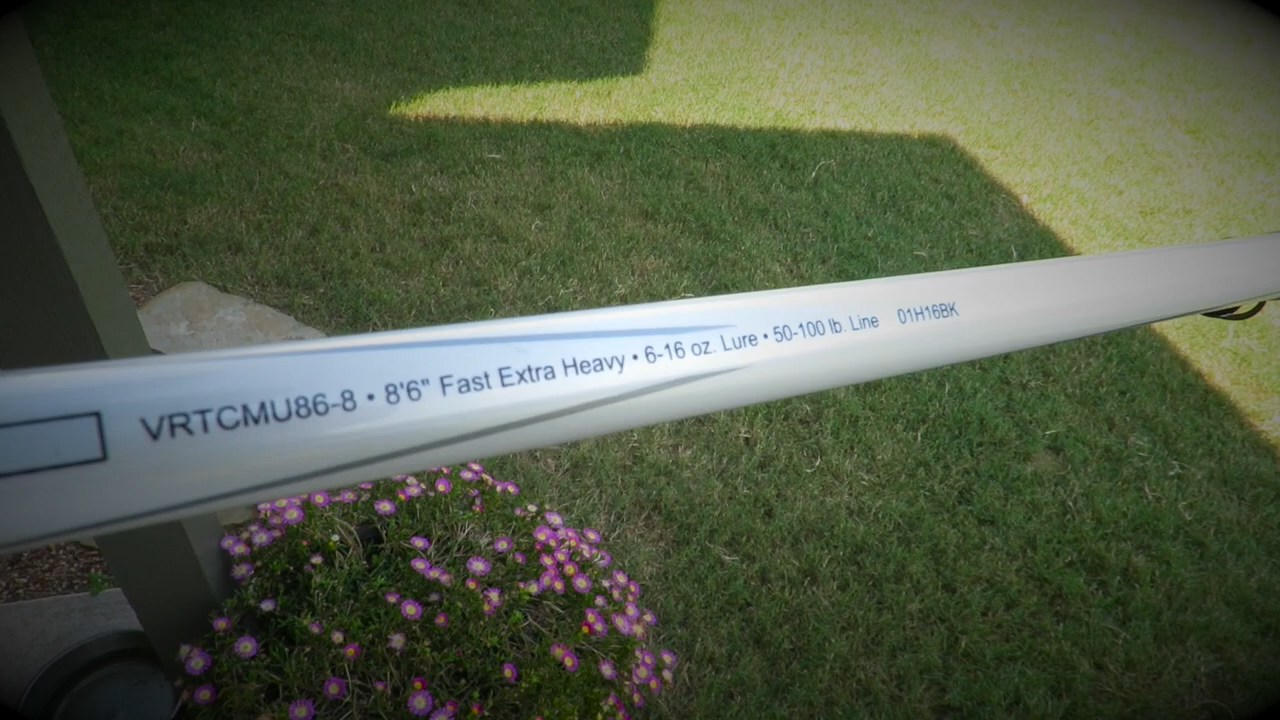 VRTCMU86-8 • 8'6" Fast Extra Heavy • 6-16 oz. Lure • 50-100 lb. Line 01H16BK